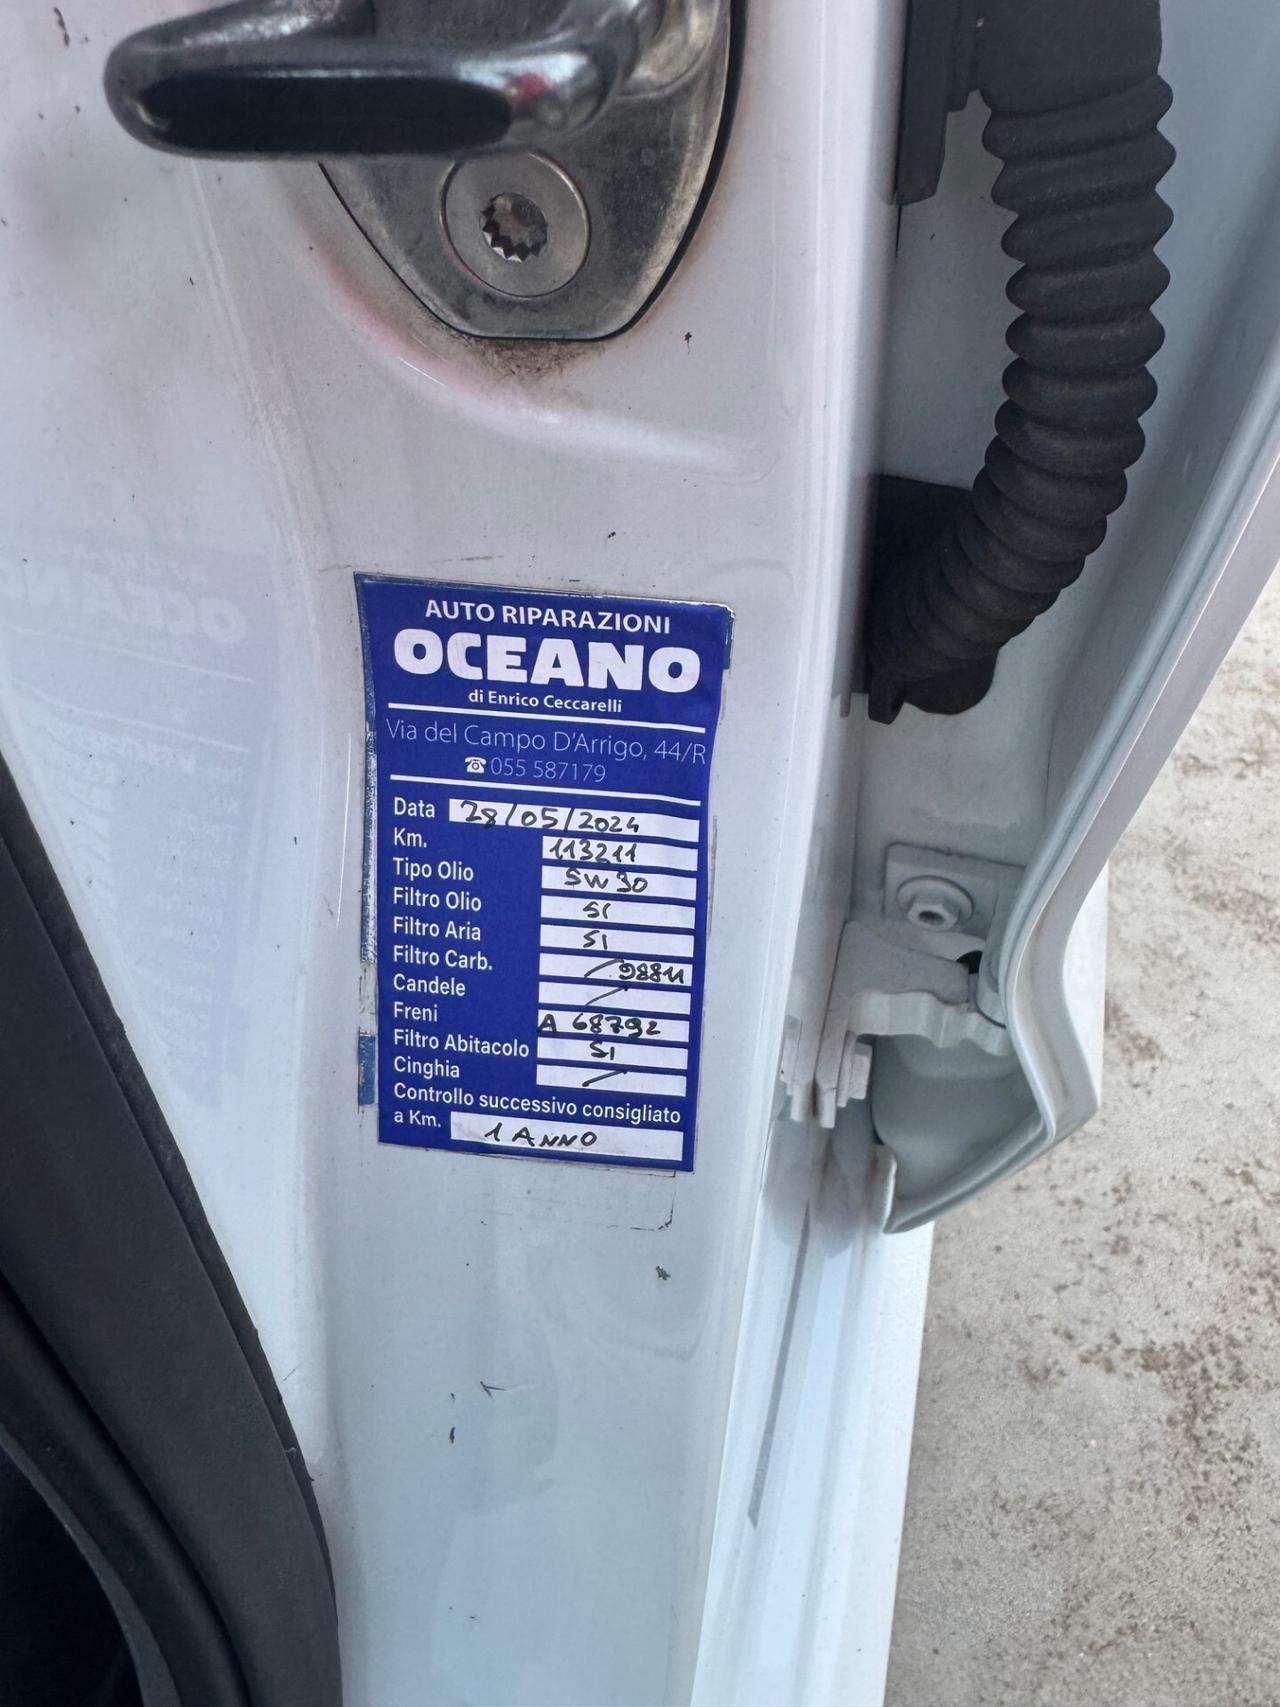 AUTO RIPARAZIONI
OCEANO
di Enrico Ceccarelli
Via del Campo D'Arrigo, 44/R
☎ 055 587179
Data 28/05/2024
Km. 113211
Tipo Olio 5W30
Filtro Olio SI
Filtro Aria SI
Filtro Carb. / 98811
Candele /
Freni A 68792
Filtro Abitacolo SI
Cinghia /
Controllo successivo consigliato
a Km. 1 ANNO
OCEANO